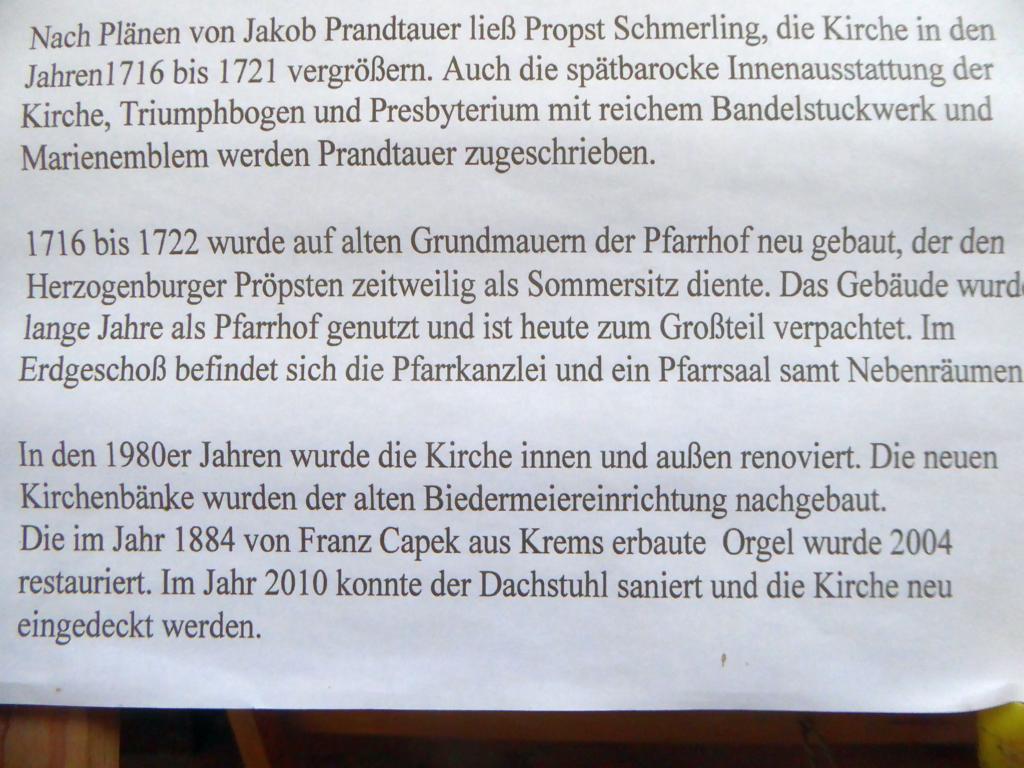 Nach Plänen von Jakob Prandtauer ließ Propst Schmerling, die Kirche in den
Jahren1716 bis 1721 vergrößern. Auch die spätbarocke Innenausstattung der
Kirche, Triumphbogen und Presbyterium mit reichem Bandelstuckwerk und
Marienemblem werden Prandtauer zugeschrieben.
1716 bis 1722 wurde auf alten Grundmauern der Pfarrhof neu gebaut, der den
Herzogenburger Pröpsten zeitweilig als Sommersitz diente. Das Gebäude wurde
lange Jahre als Pfarrhof genutzt und ist heute zum Großteil verpachtet. Im
Erdgeschoß befindet sich die Pfarrkanzlei und ein Pfarrsaal samt Nebenräumen
In den 1980er Jahren wurde die Kirche innen und außen renoviert. Die neuen
Kirchenbänke wurden der alten Biedermeiereinrichtung nachgebaut.
Die im Jahr 1884 von Franz Capek aus Krems erbaute Orgel wurde 2004
restauriert. Im Jahr 2010 konnte der Dachstuhl saniert und die Kirche neu
eingedeckt werden.